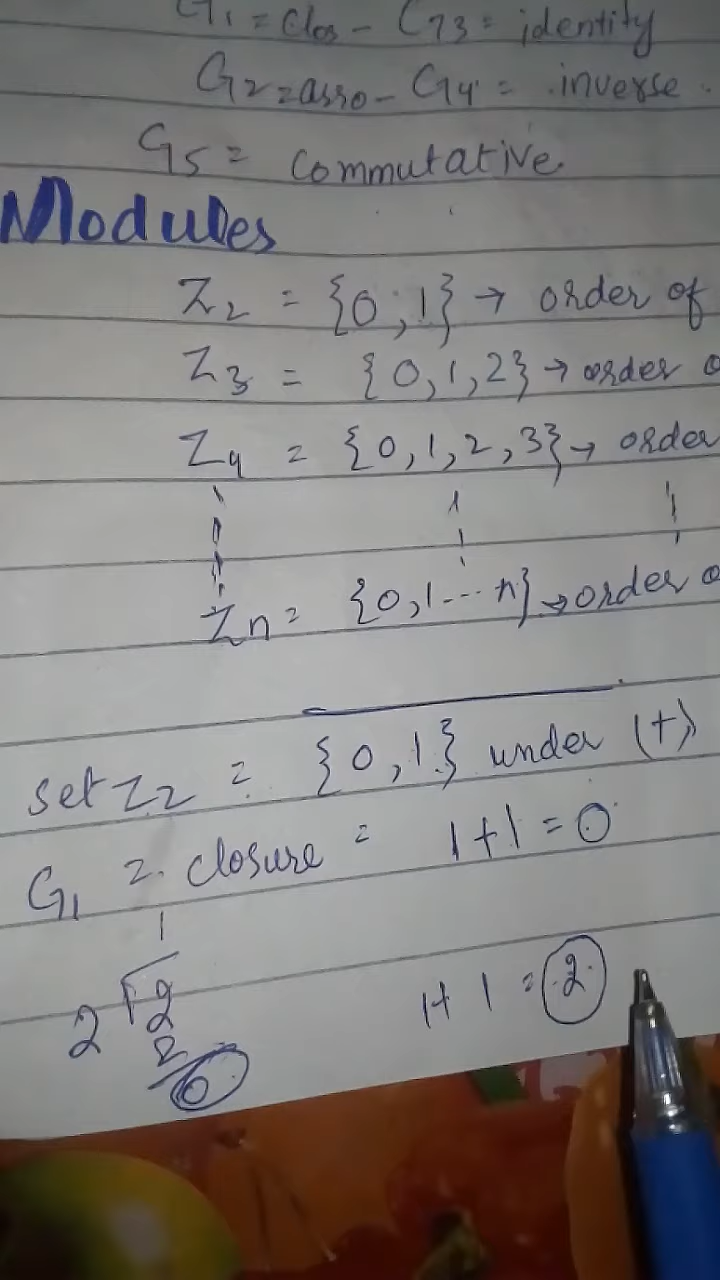 G1 = Clos - G3 = identity
G2 = asso - G4 = inverse.
G5 = Commutative
Modules
Z2 = {0,1} → order of
Z3 = {0,1,2} → order o
Z4 = {0,1,2,3} → order
Zn = {0,1---n} → order o
set Z2 = {0,1} under (+)
G1 = closure = 1+1=0
1
2 2 1+1=2
2
0